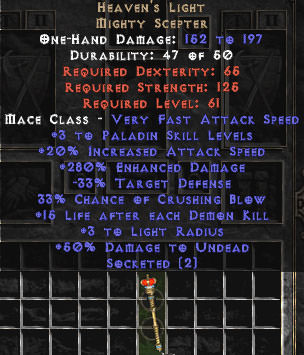 Heaven's Light
Mighty Scepter
One-Hand Damage: 152 to 197
Durability: 47 of 50
Required Dexterity: 65
Required Strength: 125
Required Level: 61
Mace Class - Very Fast Attack Speed
+3 to Paladin Skill Levels
+20% Increased Attack Speed
+280% Enhanced Damage
-33% Target Defense
33% Chance of Crushing Blow
+15 Life after each Demon Kill
+3 to Light Radius
+50% Damage to Undead
Socketed (2)